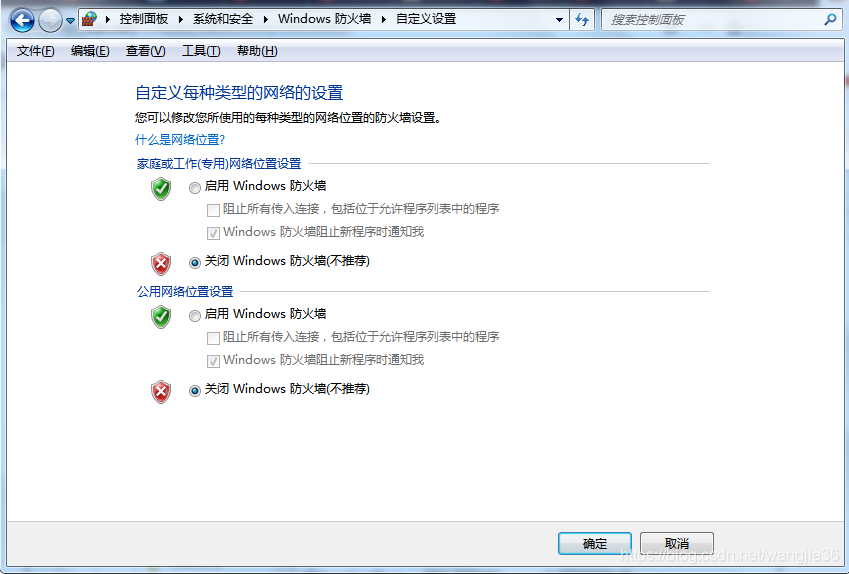 控制面板 ▸ 系统和安全 ▸ Windows 防火墙 ▸ 自定义设置
搜索控制面板
文件(F) 编辑(E) 查看(V) 工具(T) 帮助(H)
自定义每种类型的网络的设置
您可以修改您所使用的每种类型的网络位置的防火墙设置。
什么是网络位置?
家庭或工作(专用)网络位置设置
启用 Windows 防火墙
阻止所有传入连接，包括位于允许程序列表中的程序
Windows 防火墙阻止新程序时通知我
关闭 Windows 防火墙(不推荐)
公用网络位置设置
启用 Windows 防火墙
阻止所有传入连接，包括位于允许程序列表中的程序
Windows 防火墙阻止新程序时通知我
关闭 Windows 防火墙(不推荐)
确定 取消
https://blog.csdn.net/wangjie36